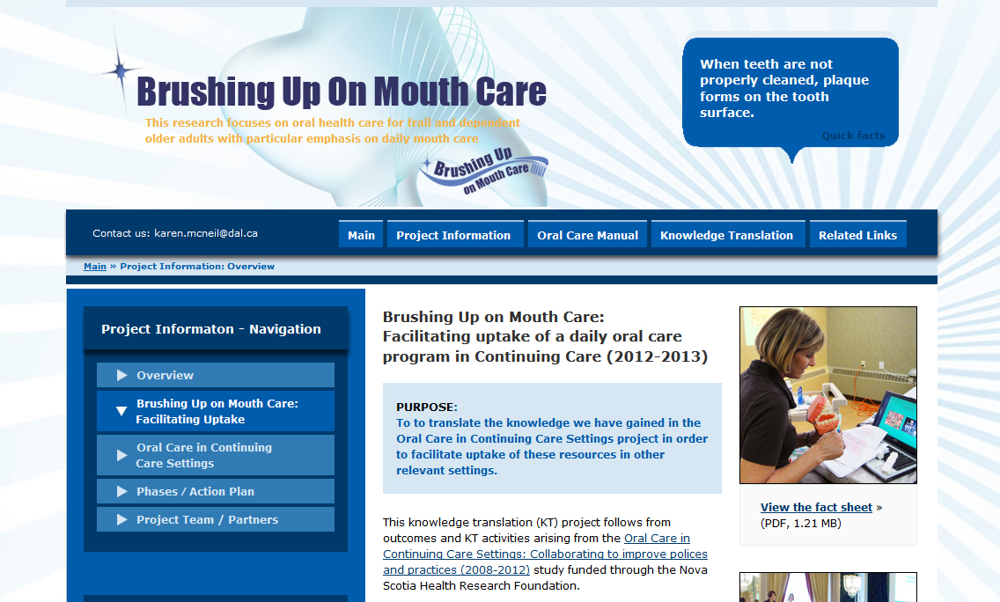 Brushing Up On Mouth Care
This research focuses on oral health care for frail and dependent
older adults with particular emphasis on daily mouth care
Brushing Up
on Mouth Care
When teeth are not
properly cleaned, plaque
forms on the tooth
surface.
Quick facts
Contact us: karen.mcneil@dal.ca
Main
Project Information
Oral Care Manual
Knowledge Translation
Related Links
Main » Project Information: Overview
Project Informaton - Navigation
Overview
Brushing Up on Mouth Care:
Facilitating Uptake
Oral Care in Continuing
Care Settings
Phases / Action Plan
Project Team / Partners
Brushing Up on Mouth Care:
Facilitating uptake of a daily oral care
program in Continuing Care (2012-2013)
PURPOSE:
To to translate the knowledge we have gained in the
Oral Care in Continuing Care Settings project in order
to facilitate uptake of these resources in other
relevant settings.
This knowledge translation (KT) project follows from
outcomes and KT activities arising from the Oral Care in
Continuing Care Settings: Collaborating to improve polices
and practices (2008-2012) study funded through the Nova
Scotia Health Research Foundation.
View the fact sheet »
(PDF, 1.21 MB)